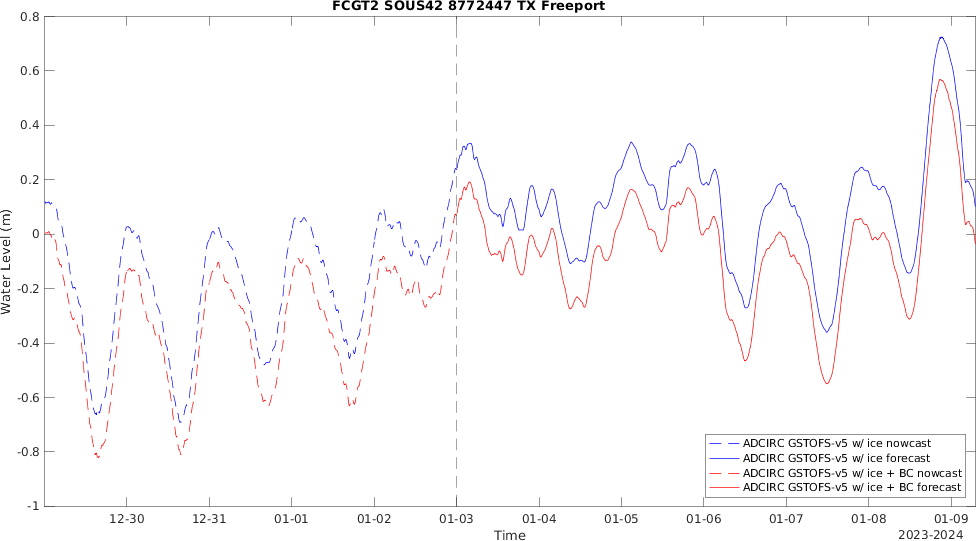 FCGT2 SOUS42 8772447 TX Freeport
Water Level (m)
0.8
0.6
0.4
0.2
0
-0.2
-0.4
-0.6
-0.8
-1
12-30 12-31 01-01 01-02 01-03 01-04 01-05 01-06 01-07 01-08 01-09
Time
2023-2024
ADCIRC GSTOFS-v5 w/ ice nowcast
ADCIRC GSTOFS-v5 w/ ice forecast
ADCIRC GSTOFS-v5 w/ ice + BC nowcast
ADCIRC GSTOFS-v5 w/ ice + BC forecast